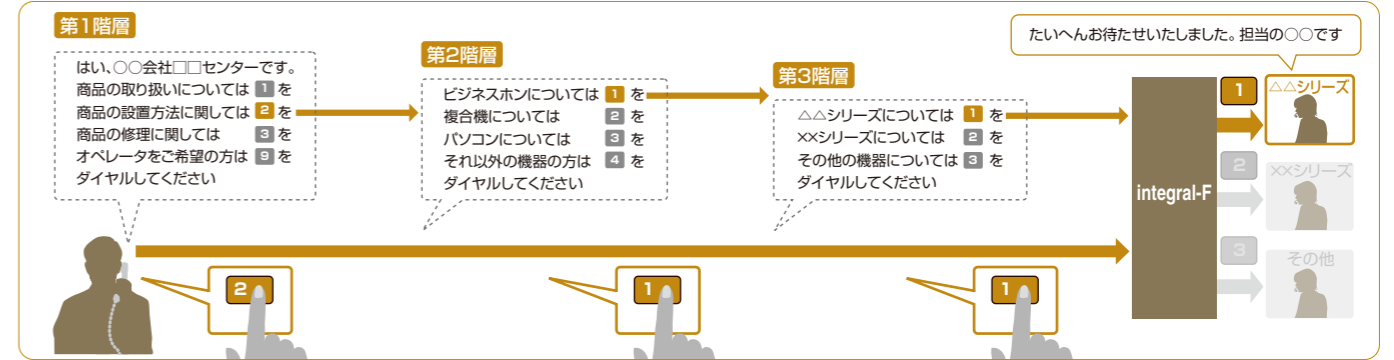 第1階層
はい、○○会社□□センターです。
商品の取り扱いについては 1 を
商品の設置方法に関しては 2 を
商品の修理に関しては 3 を
オペレータをご希望の方は 9 を
ダイヤルしてください
第2階層
ビジネスホンについては 1 を
複合機については 2 を
パソコンについては 3 を
それ以外の機器の方は 4 を
ダイヤルしてください
第3階層
△△シリーズについては 1 を
××シリーズについては 2 を
その他の機器については 3 を
ダイヤルしてください
たいへんお待たせいたしました。担当の○○です
integral-F
1
△△シリーズ
2
××シリーズ
3
その他
2
1
1